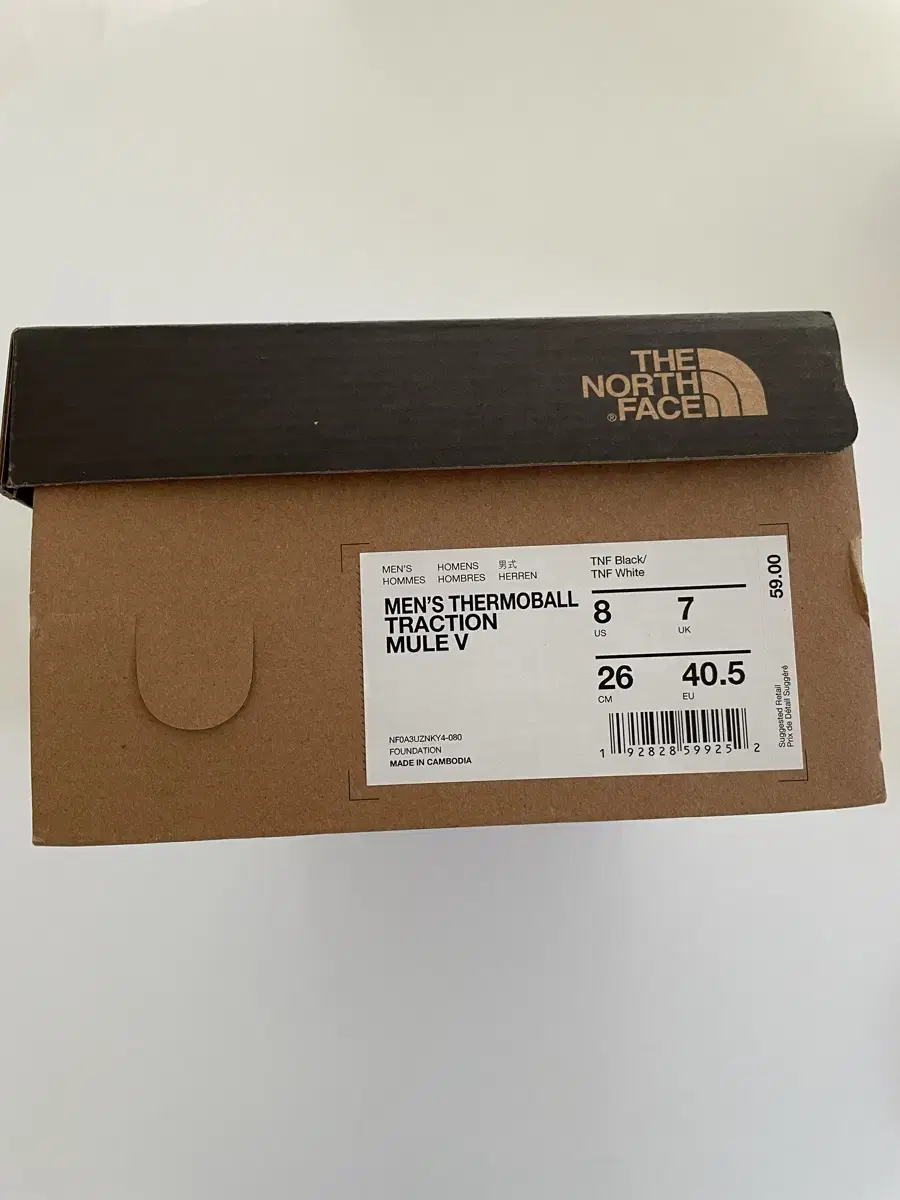 THE
NORTH
® FACE
MEN'S HOMENS 男式
HOMMES HOMBRES HERREN
MEN'S THERMOBALL
TRACTION
MULE V
NF0A3UZNKY4-080
FOUNDATION
MADE IN CAMBODIA
TNF Black/
TNF White
8 7
US UK
26 40.5
CM EU
1 92828 59925 2
59.00
Suggested Retail
Prix de Détail Suggéré